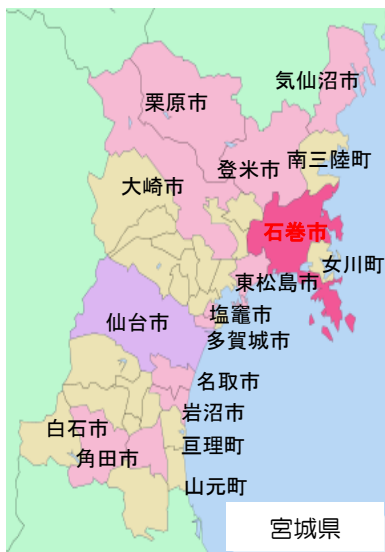 気仙沼市
栗原市
南三陸町
登米市
大崎市
石巻市
女川町
東松島市
塩竈市
仙台市
多賀城市
名取市
岩沼市
白石市
亘理町
角田市
山元町
宮城県